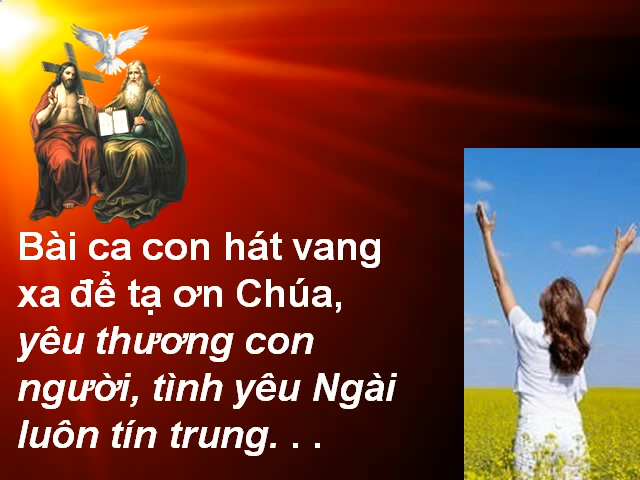 Bài ca con hát vang
xa để tạ ơn Chúa,
yêu thương con
người, tình yêu Ngài
luôn tín trung. . .